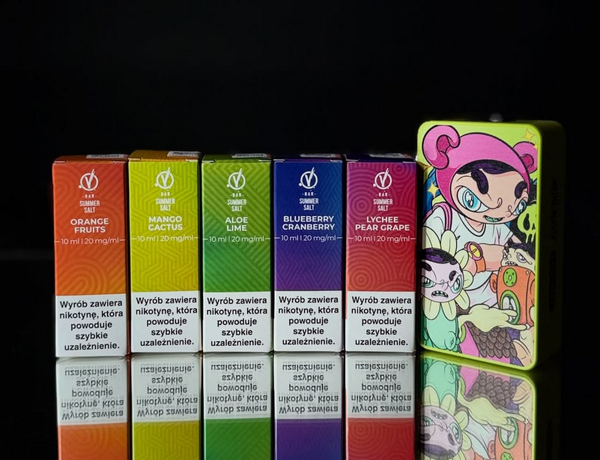 V
BAR
SUMMER
SALT
ORANGE
FRUITS
10 ml | 20 mg/ml
Wyrób zawiera
nikotynę, która
powoduje
szybkie
uzależnienie.
V
BAR
SUMMER
SALT
MANGO
CACTUS
10 ml | 20 mg/ml
Wyrób zawiera
nikotynę, która
powoduje
szybkie
uzależnienie.
V
BAR
SUMMER
SALT
ALOE
LIME
10 ml | 20 mg/ml
Wyrób zawiera
nikotynę, która
powoduje
szybkie
uzależnienie.
V
BAR
SUMMER
SALT
BLUEBERRY
CRANBERRY
10 ml | 20 mg/ml
Wyrób zawiera
nikotynę, która
powoduje
szybkie
uzależnienie.
V
BAR
SUMMER
SALT
LYCHEE
PEAR GRAPE
10 ml | 20 mg/ml
Wyrób zawiera
nikotynę, która
powoduje
szybkie
uzależnienie.